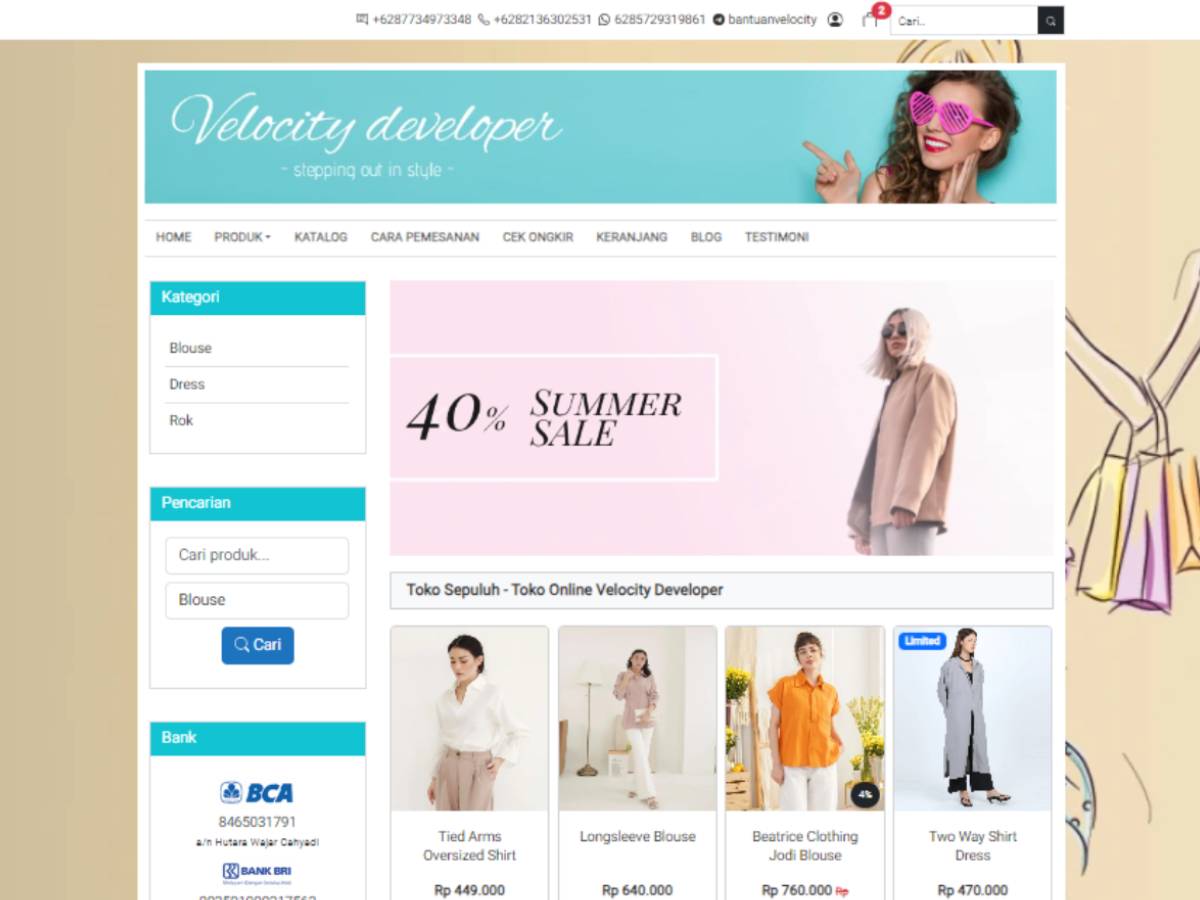 +6287734973348 +6282136302531 6285729319861 bantuanvelocity 2 Cari..
Velocity developer
- stepping out in style -
HOME PRODUK KATALOG CARA PEMESANAN CEK ONGKIR KERANJANG BLOG TESTIMONI
Kategori
Blouse
Dress
Rok
40% SUMMER
SALE
Pencarian
Cari produk...
Blouse
Cari
Toko Sepuluh - Toko Online Velocity Developer
Limited
4%
Bank
BCA
8465031791
a/n Hutara Wajar Cahyadi
BANK BRI
Tied Arms
Oversized Shirt
Rp 449.000
Longsleeve Blouse
Rp 640.000
Beatrice Clothing
Jodi Blouse
Rp 760.000 Rp
Two Way Shirt
Dress
Rp 470.000